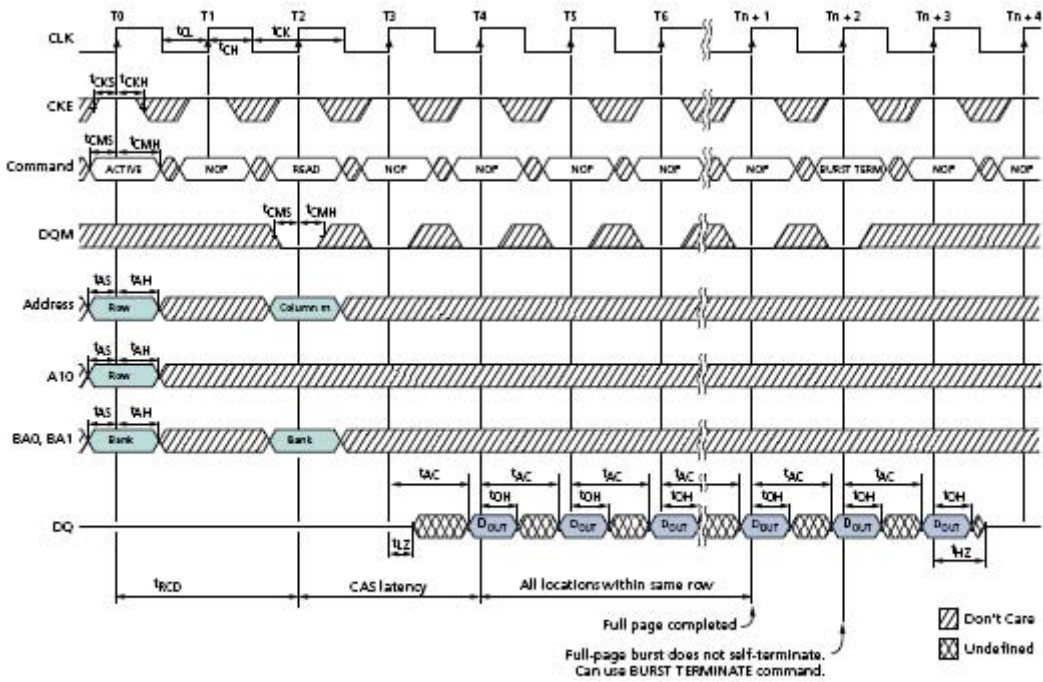 T0 T1 T2 T3 T4 T5 T6 Tn + 1 Tn + 2 Tn + 3 Tn + 4
CLK
tCL tCK
tCH
tCKS tCKH
CKE
tCMS tCMH
Command ACTIVE NOP READ NOP NOP NOP NOP NOP BURST TERM NOP NOP
tCMS tCMH
DQM
tAS tAH
Address Row Column m
tAS tAH
A10 Row
tAS tAH
BA0, BA1 Bank Bank
tAC tAC tAC tAC tAC tAC
tOH tOH tOH tOH tOH tOH
DQ DOUT DOUT DOUT DOUT DOUT DOUT
tLZ tHZ
tRCD CAS latency All locations within same row
Full page completed
Full-page burst does not self-terminate.
Can use BURST TERMINATE command.
Don't Care
Undefined